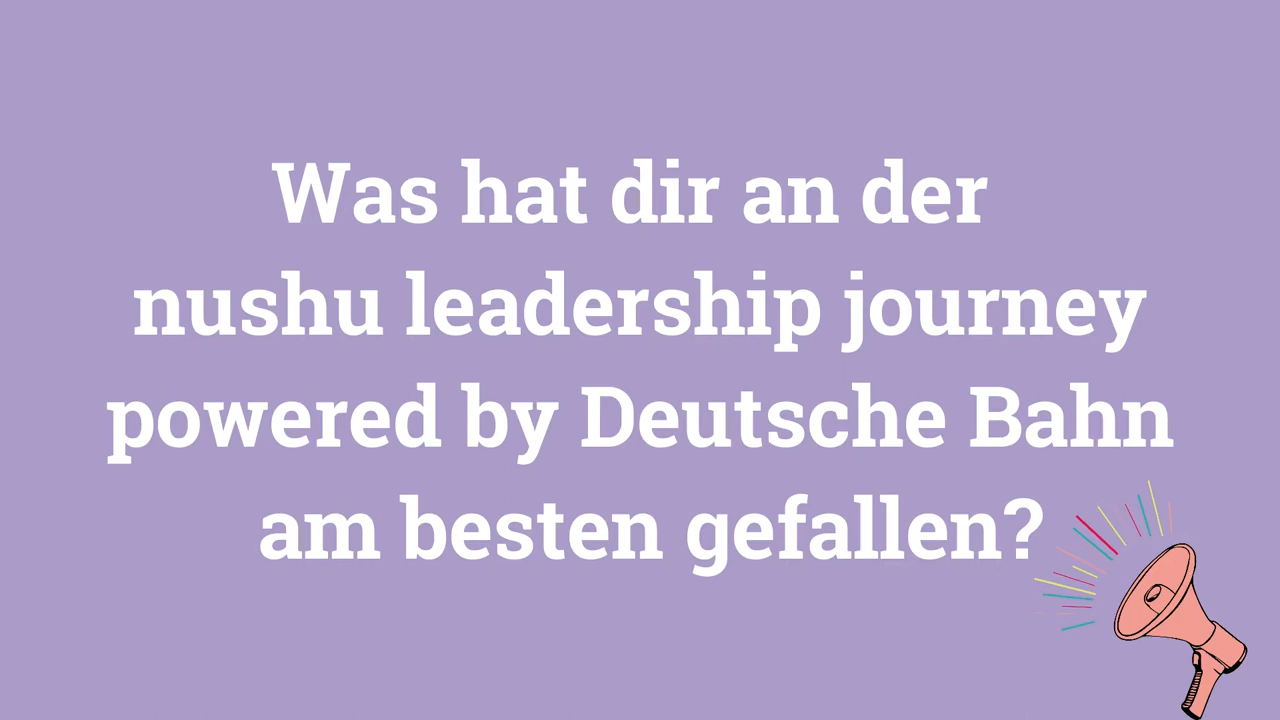 Was hat dir an der
nushu leadership journey
powered by Deutsche Bahn
am besten gefallen?